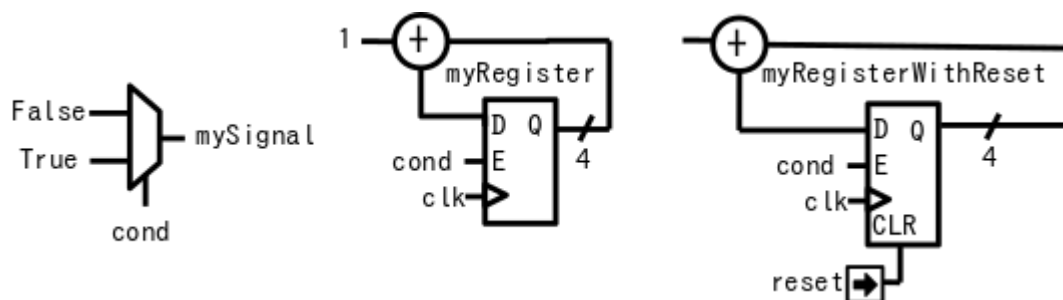 False
True
mySignal
cond
1
+
myRegister
D Q
4
cond
E
clk
+
myRegisterWithReset
D Q
4
cond
E
clk
CLR
reset